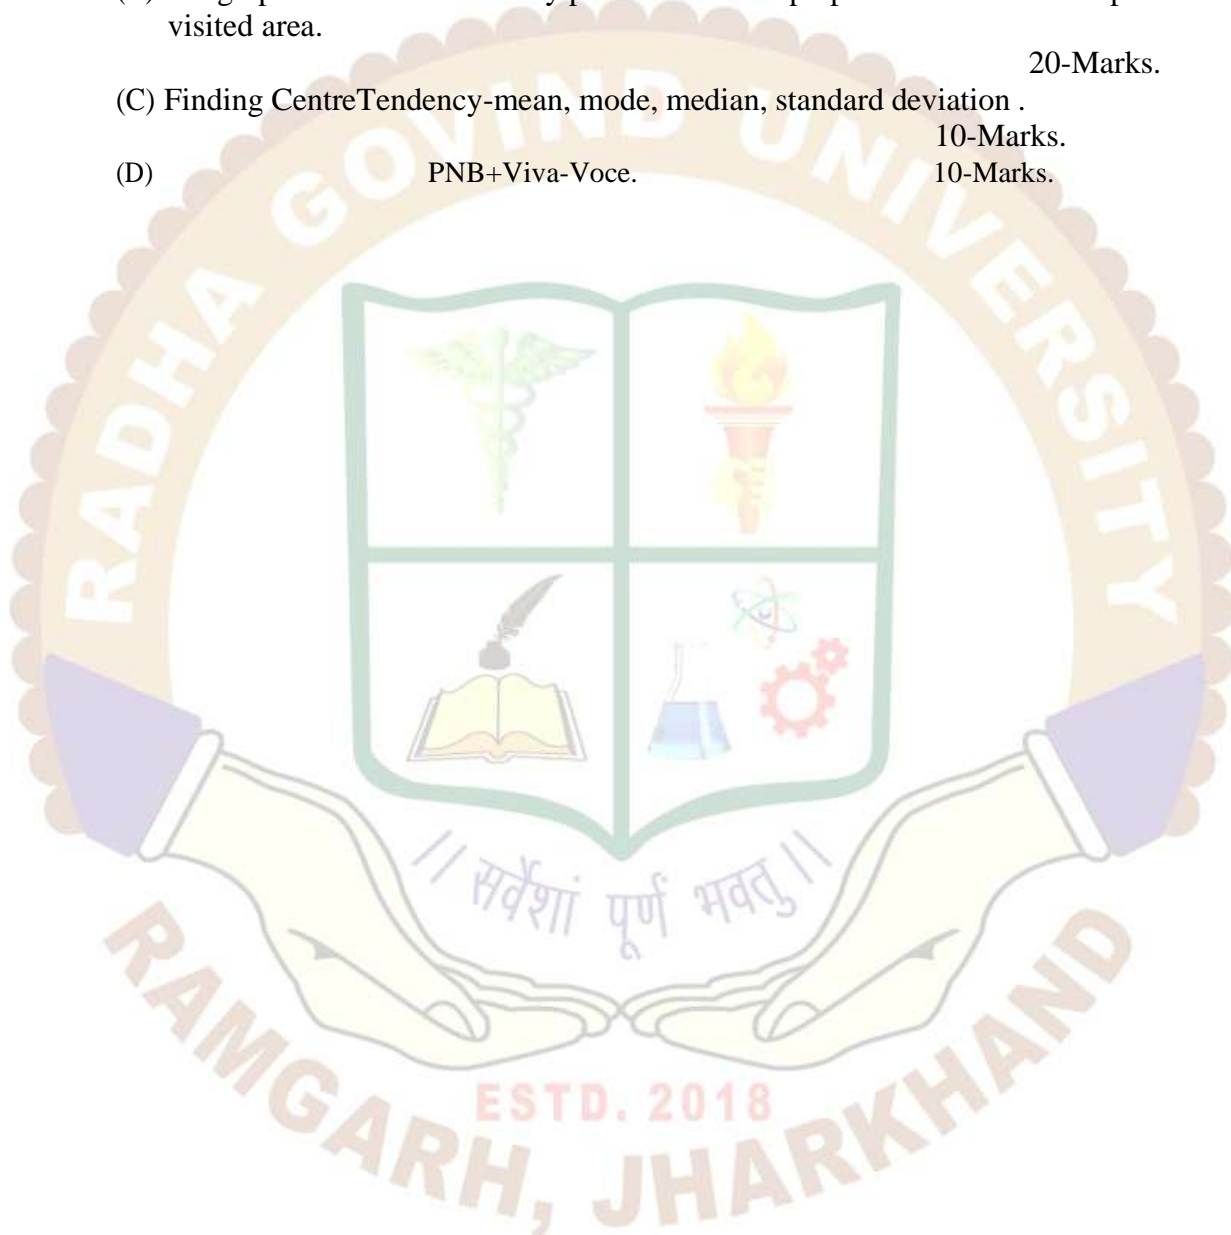 visited area.
20-Marks.
(C) Finding CentreTendency-mean, mode, median, standard deviation .
10-Marks.
(D) PNB+Viva-Voce. 10-Marks.
RADHA GOVIND UNIVERSITY
|| सर्वेशां पूर्ण भवतु ||
ESTD. 2018
RAMGARH, JHARKHAND